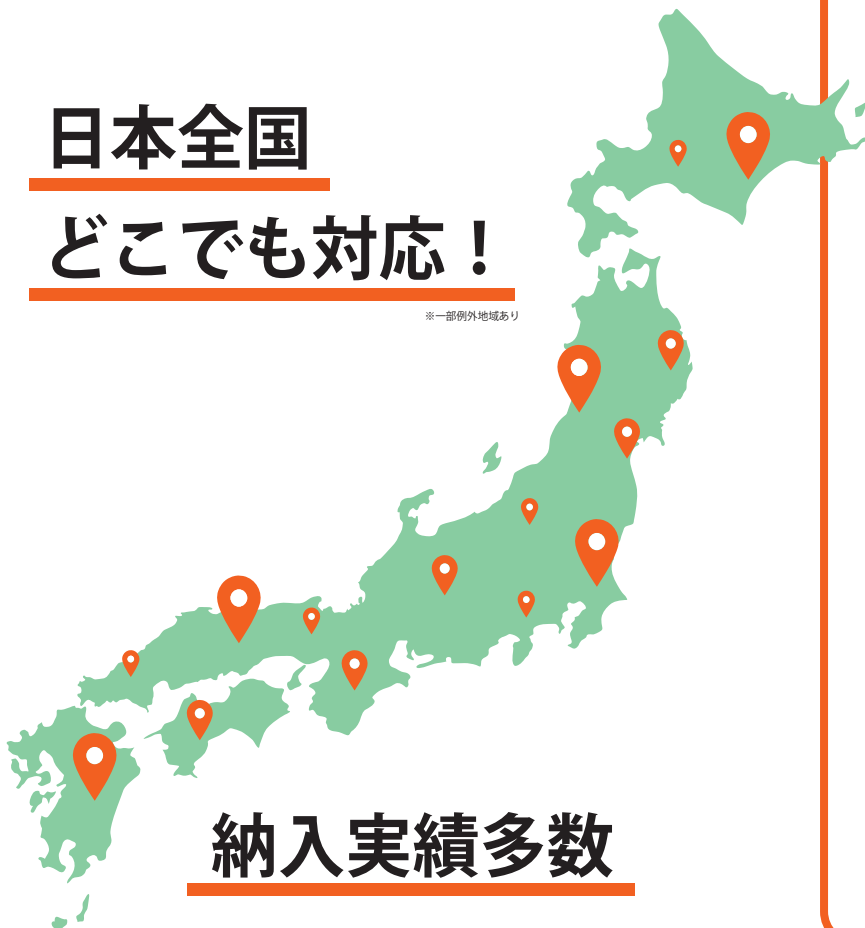 日本全国
どこでも対応！
※一部例外地域あり
納入実績多数